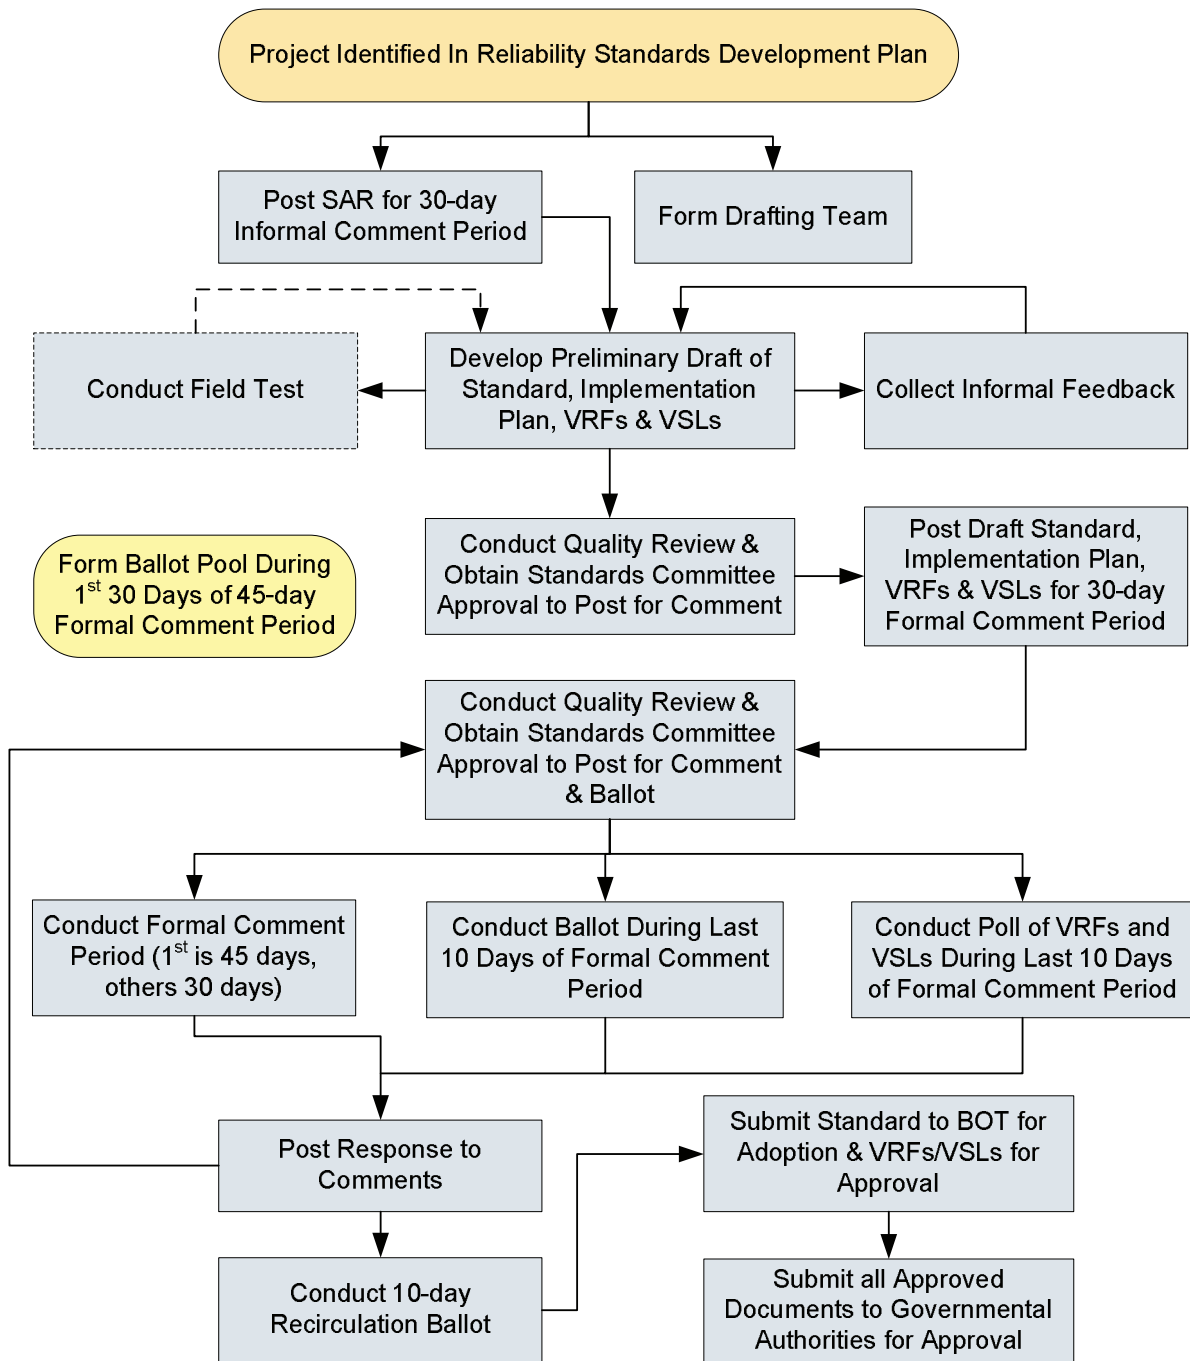 Project Identified In Reliability Standards Development Plan
Post SAR for 30-day
Informal Comment Period
Form Drafting Team
Conduct Field Test
Develop Preliminary Draft of
Standard, Implementation
Plan, VRFs & VSLs
Collect Informal Feedback
Form Ballot Pool During
1st 30 Days of 45-day
Formal Comment Period
Conduct Quality Review &
Obtain Standards Committee
Approval to Post for Comment
Post Draft Standard,
Implementation Plan,
VRFs & VSLs for 30-day
Formal Comment Period
Conduct Quality Review &
Obtain Standards Committee
Approval to Post for Comment
& Ballot
Conduct Formal Comment
Period (1st is 45 days,
others 30 days)
Conduct Ballot During Last
10 Days of Formal Comment
Period
Conduct Poll of VRFs and
VSLs During Last 10 Days
of Formal Comment Period
Post Response to
Comments
Submit Standard to BOT for
Adoption & VRFs/VSLs for
Approval
Conduct 10-day
Recirculation Ballot
Submit all Approved
Documents to Governmental
Authorities for Approval